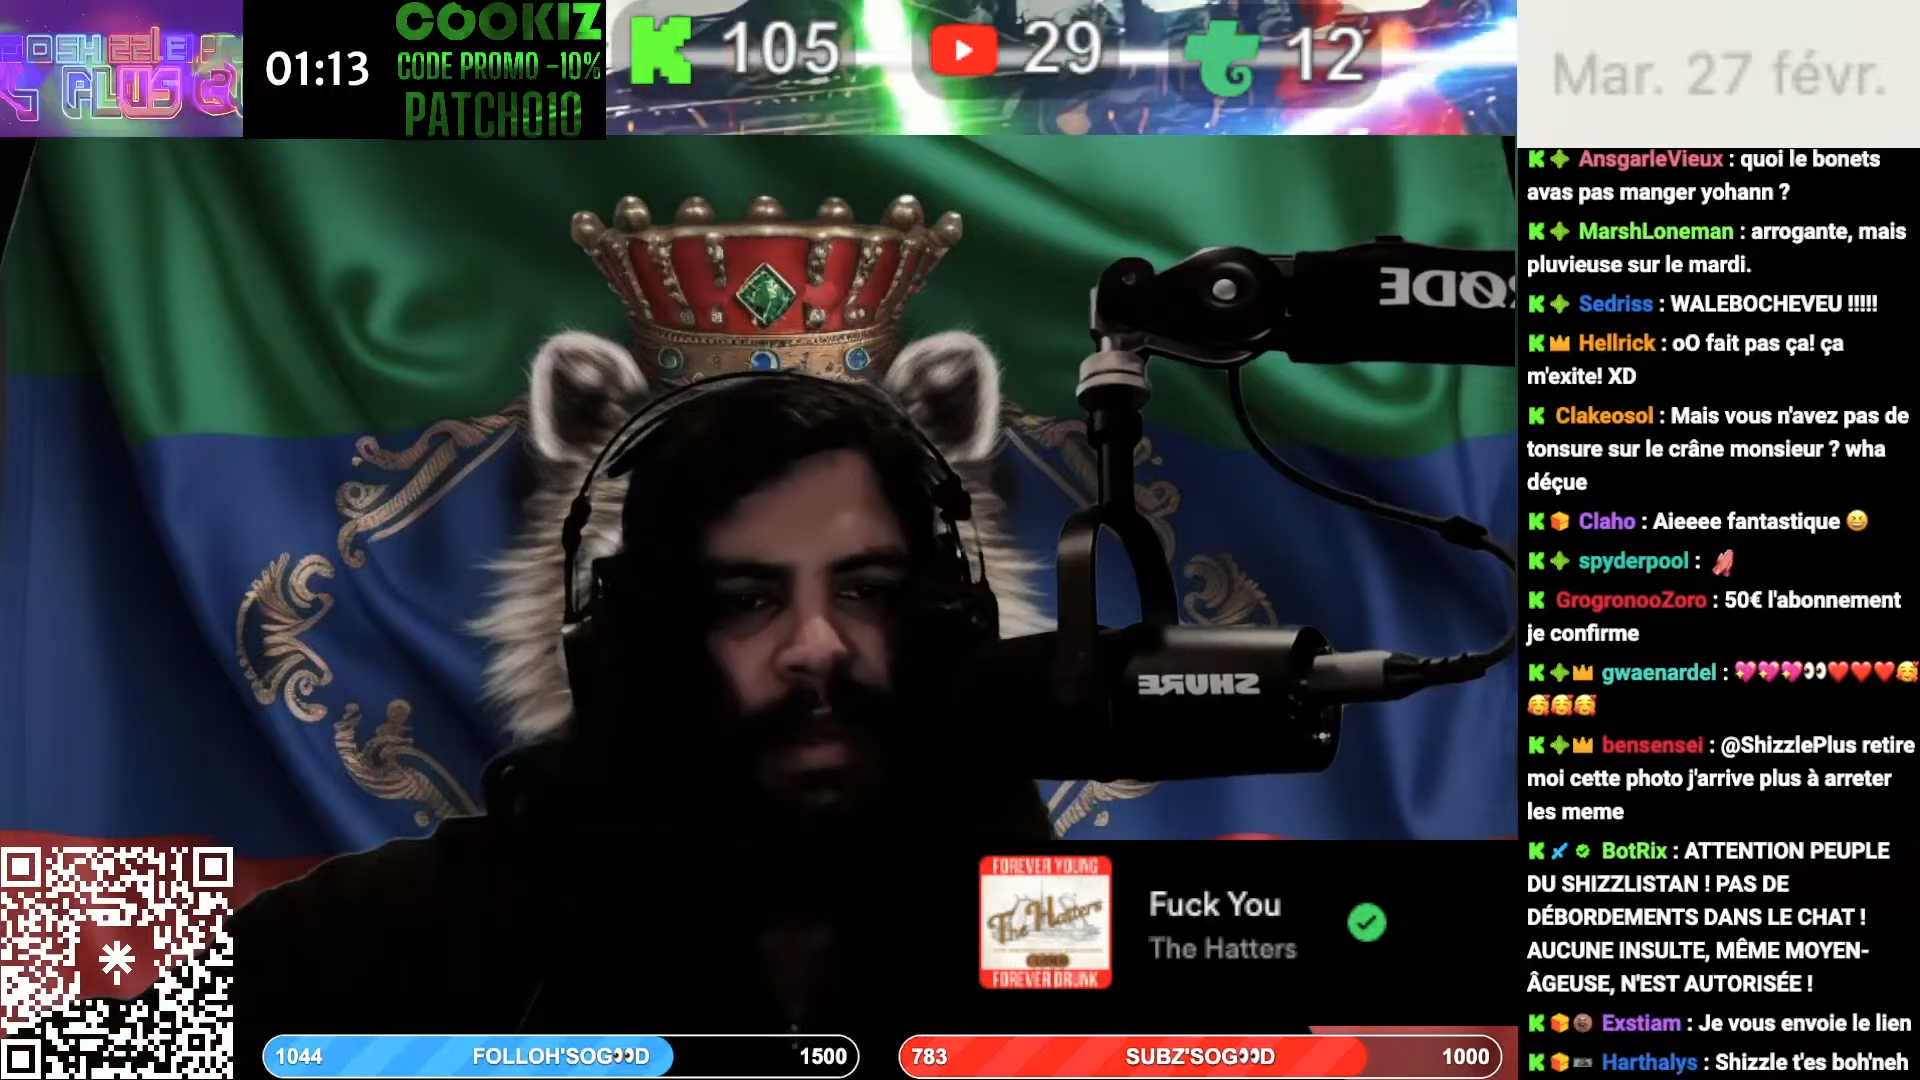 PLUS
01:13
COOKIZ
CODE PROMO -10%
PATCHO10
105
29
12
Mar. 27 févr.
AnsgarleVieux : quoi le bonets
avas pas manger yohann ?
MarshLoneman : arrogante, mais
pluvieuse sur le mardi.
Sedriss : WALEBOCHEVEU !!!!!
Hellrick : oO fait pas ça! ça
m'exite! XD
Clakeosol : Mais vous n'avez pas de
tonsure sur le crâne monsieur ? wha
déçue
Claho : Aieeee fantastique 😆
spyderpool :
GrogronooZoro : 50€ l'abonnement
je confirme
gwaenardel : 💖💖💖👀❤️❤️❤️🥰
🥰🥰🥰
bensensei : @ShizzlePlus retire
moi cette photo j'arrive plus à arreter
les meme
BotRix : ATTENTION PEUPLE
DU SHIZZLISTAN ! PAS DE
DÉBORDEMENTS DANS LE CHAT !
AUCUNE INSULTE, MÊME MOYEN-
ÂGEUSE, N'EST AUTORISÉE !
Exstiam : Je vous envoie le lien
Harthalys : Shizzle t'es boh'neh
RØDE
SHURE
FOREVER YOUNG
The Hatters
FOREVER DRUNK
Fuck You
The Hatters
1044 FOLLOH'SOG👀D 1500
783 SUBZ'SOG👀D 1000